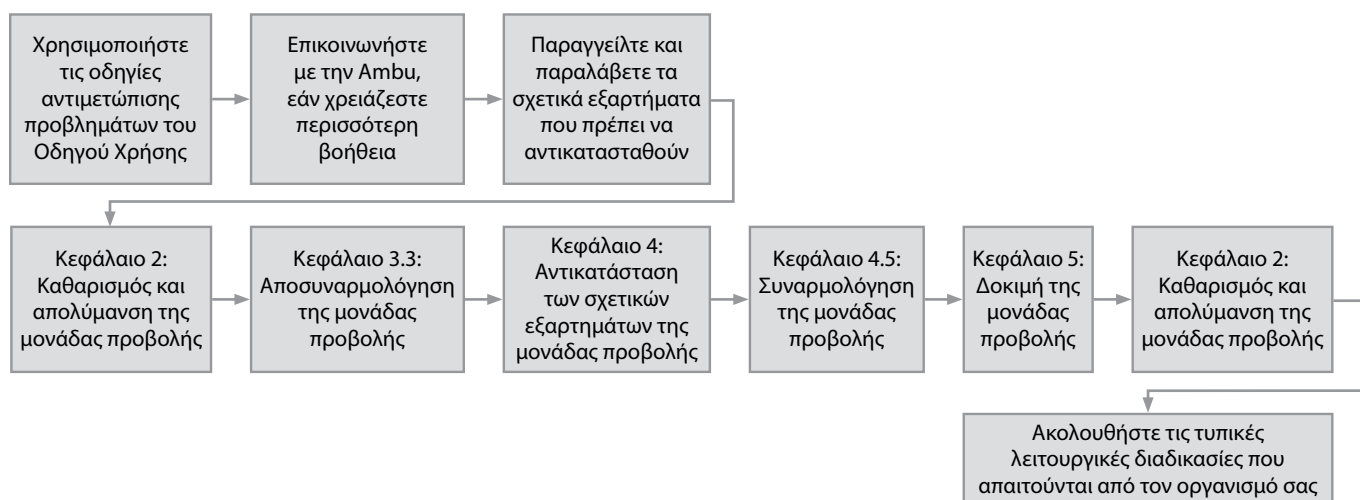 Χρησιμοποιήστε
τις οδηγίες
αντιμετώπισης
προβλημάτων του
Οδηγού Χρήσης
Επικοινωνήστε
με την Ambu,
εάν χρειάζεστε
περισσότερη
βοήθεια
Παραγγείλτε και
παραλάβετε τα
σχετικά εξαρτήματα
που πρέπει να
αντικατασταθούν
Κεφάλαιο 2:
Καθαρισμός και
απολύμανση της
μονάδας προβολής
Κεφάλαιο 3.3:
Αποσυναρμολόγηση
της μονάδας
προβολής
Κεφάλαιο 4:
Αντικατάσταση
των σχετικών
εξαρτημάτων της
μονάδας προβολής
Κεφάλαιο 4.5:
Συναρμολόγηση
της μονάδας
προβολής
Κεφάλαιο 5:
Δοκιμή της
μονάδας
προβολής
Κεφάλαιο 2:
Καθαρισμός και
απολύμανση της
μονάδας προβολής
Ακολουθήστε τις τυπικές
λειτουργικές διαδικασίες που
απαιτούνται από τον οργανισμό σας